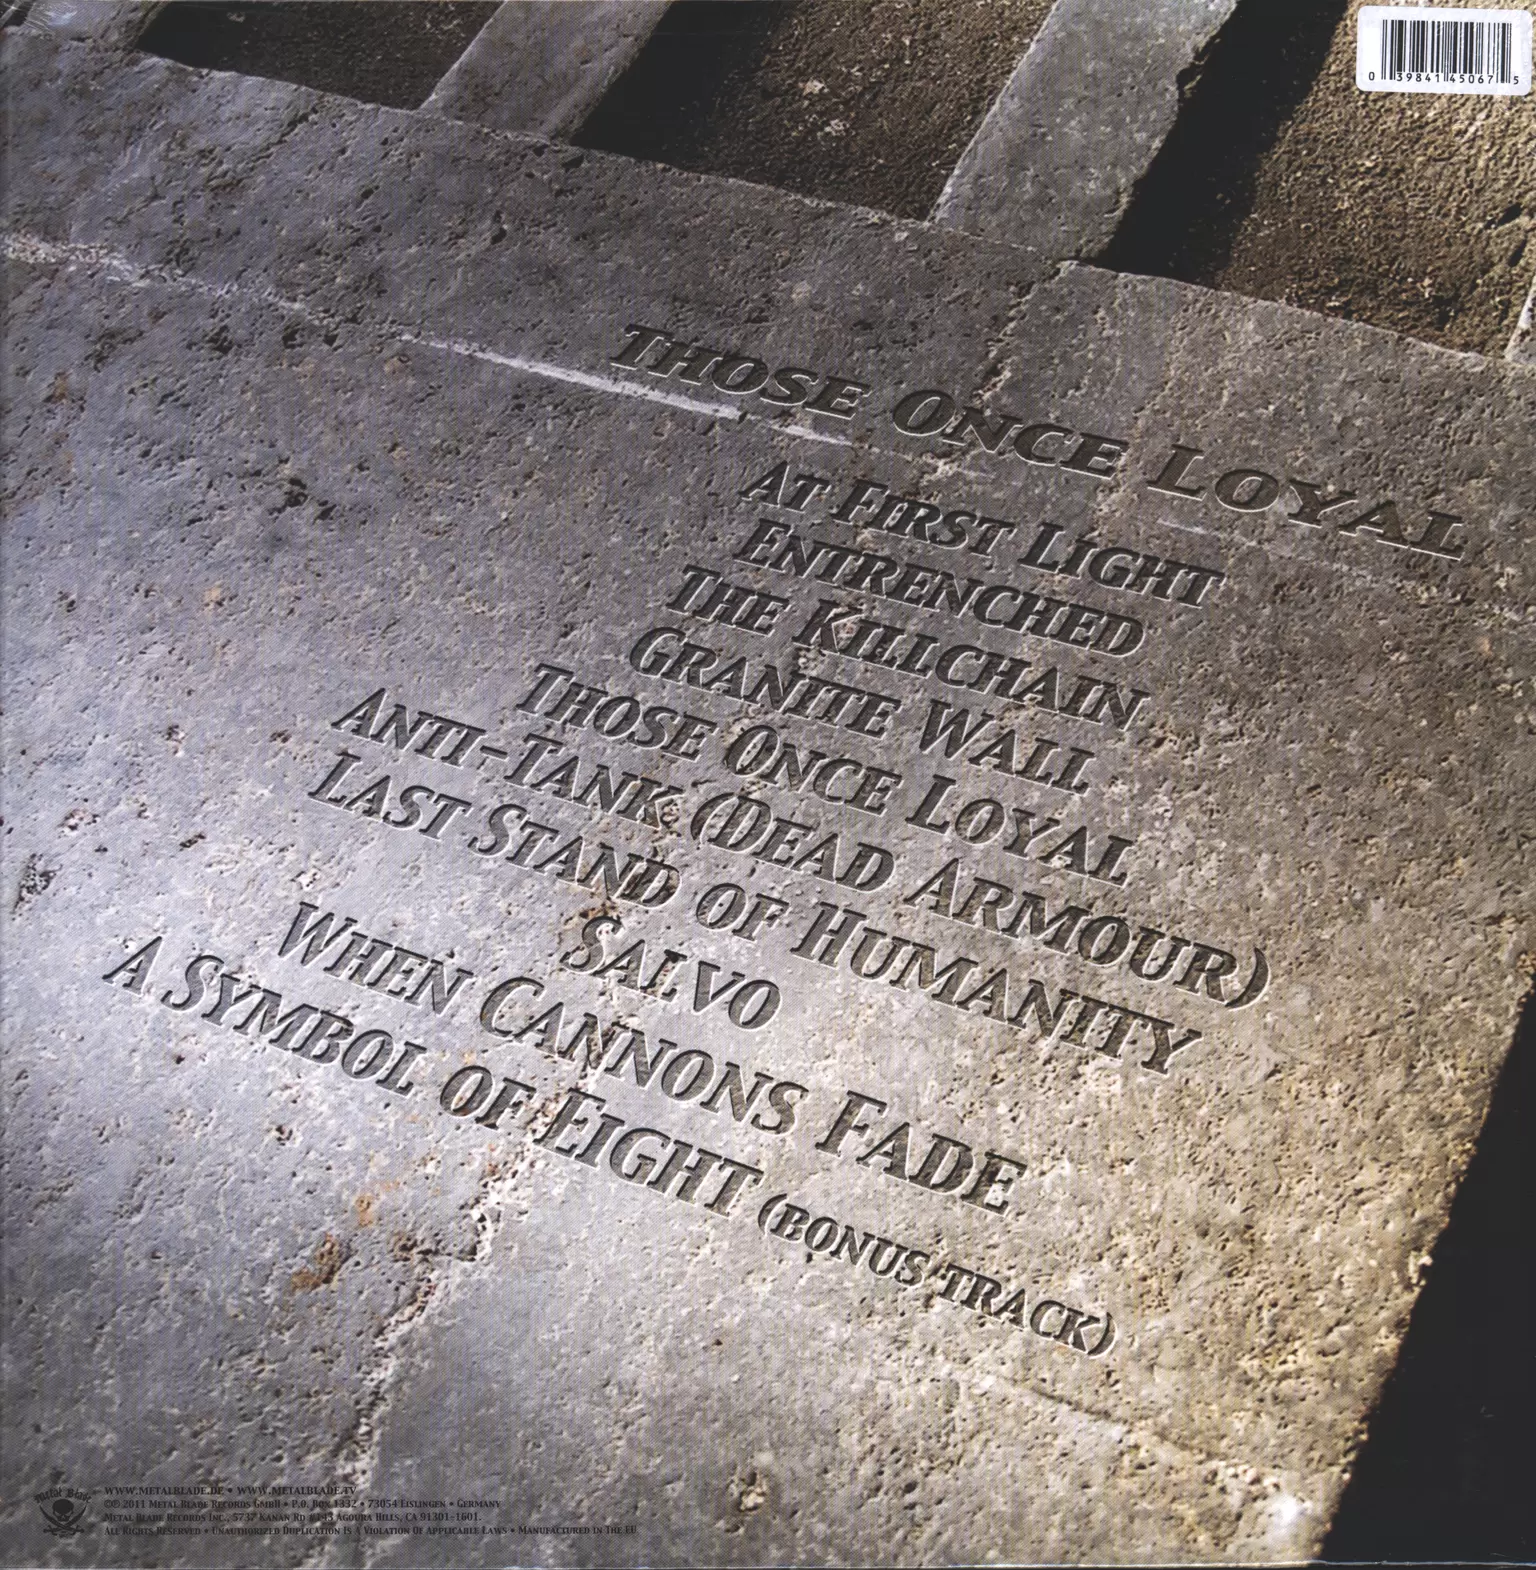 0 39841 45067 5
THOSE ONCE LOYAL
AT FIRST LIGHT
ENTRENCHED
THE KILLCHAIN
GRANITE WALL
THOSE ONCE LOYAL
ANTI-TANK (DEAD ARMOUR)
LAST STAND OF HUMANITY
SALVO
WHEN CANNONS FADE
A SYMBOL OF EIGHT (BONUS TRACK)
Metal Blade
WWW.METALBLADE.DE • WWW.METALBLADE.TV
©℗ 2011 METAL BLADE RECORDS GMBH • P.O. BOX 1332 • 73054 EISLINGEN • GERMANY
METAL BLADE RECORDS INC., 5737 KANAN RD #143 AGOURA HILLS, CA 91301-1601.
ALL RIGHTS RESERVED • UNAUTHORIZED DUPLICATION IS A VIOLATION OF APPLICABLE LAWS • MANUFACTURED IN THE EU